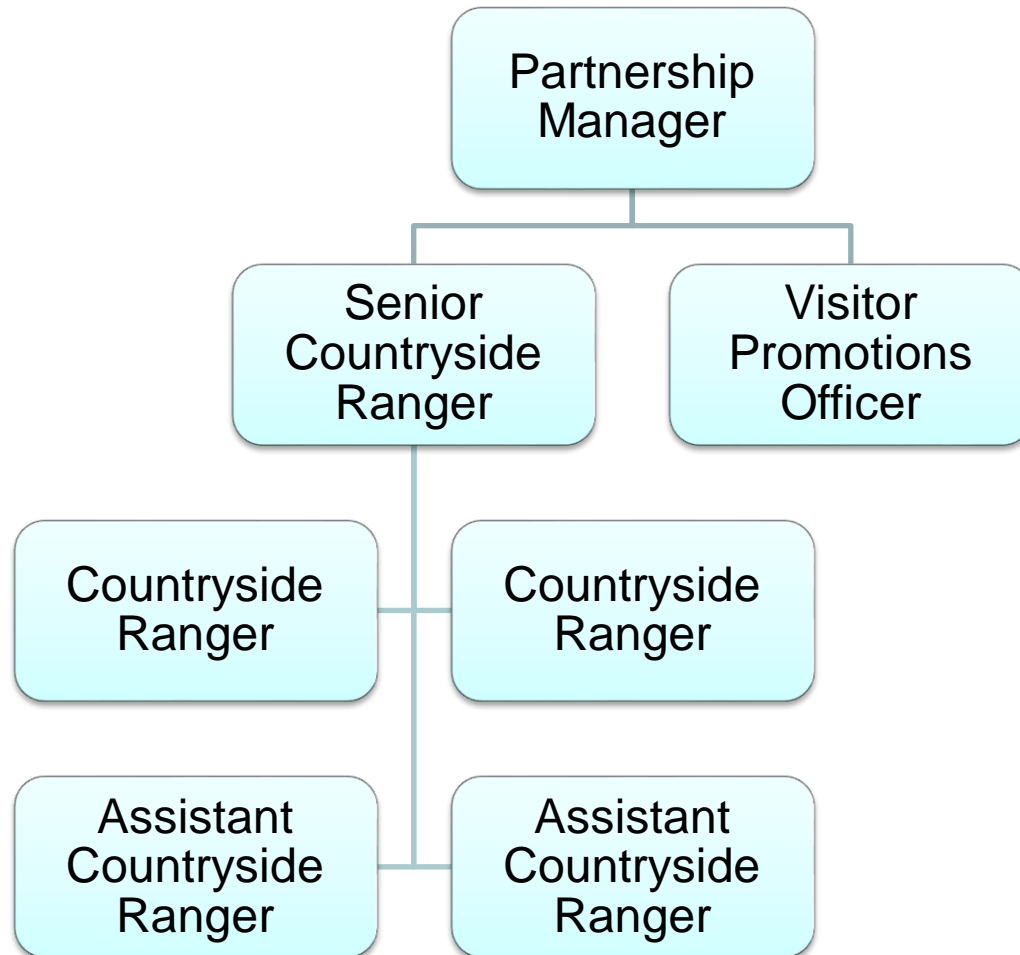 Partnership
Manager
Senior
Countryside
Ranger
Visitor
Promotions
Officer
Countryside
Ranger
Countryside
Ranger
Assistant
Countryside
Ranger
Assistant
Countryside
Ranger